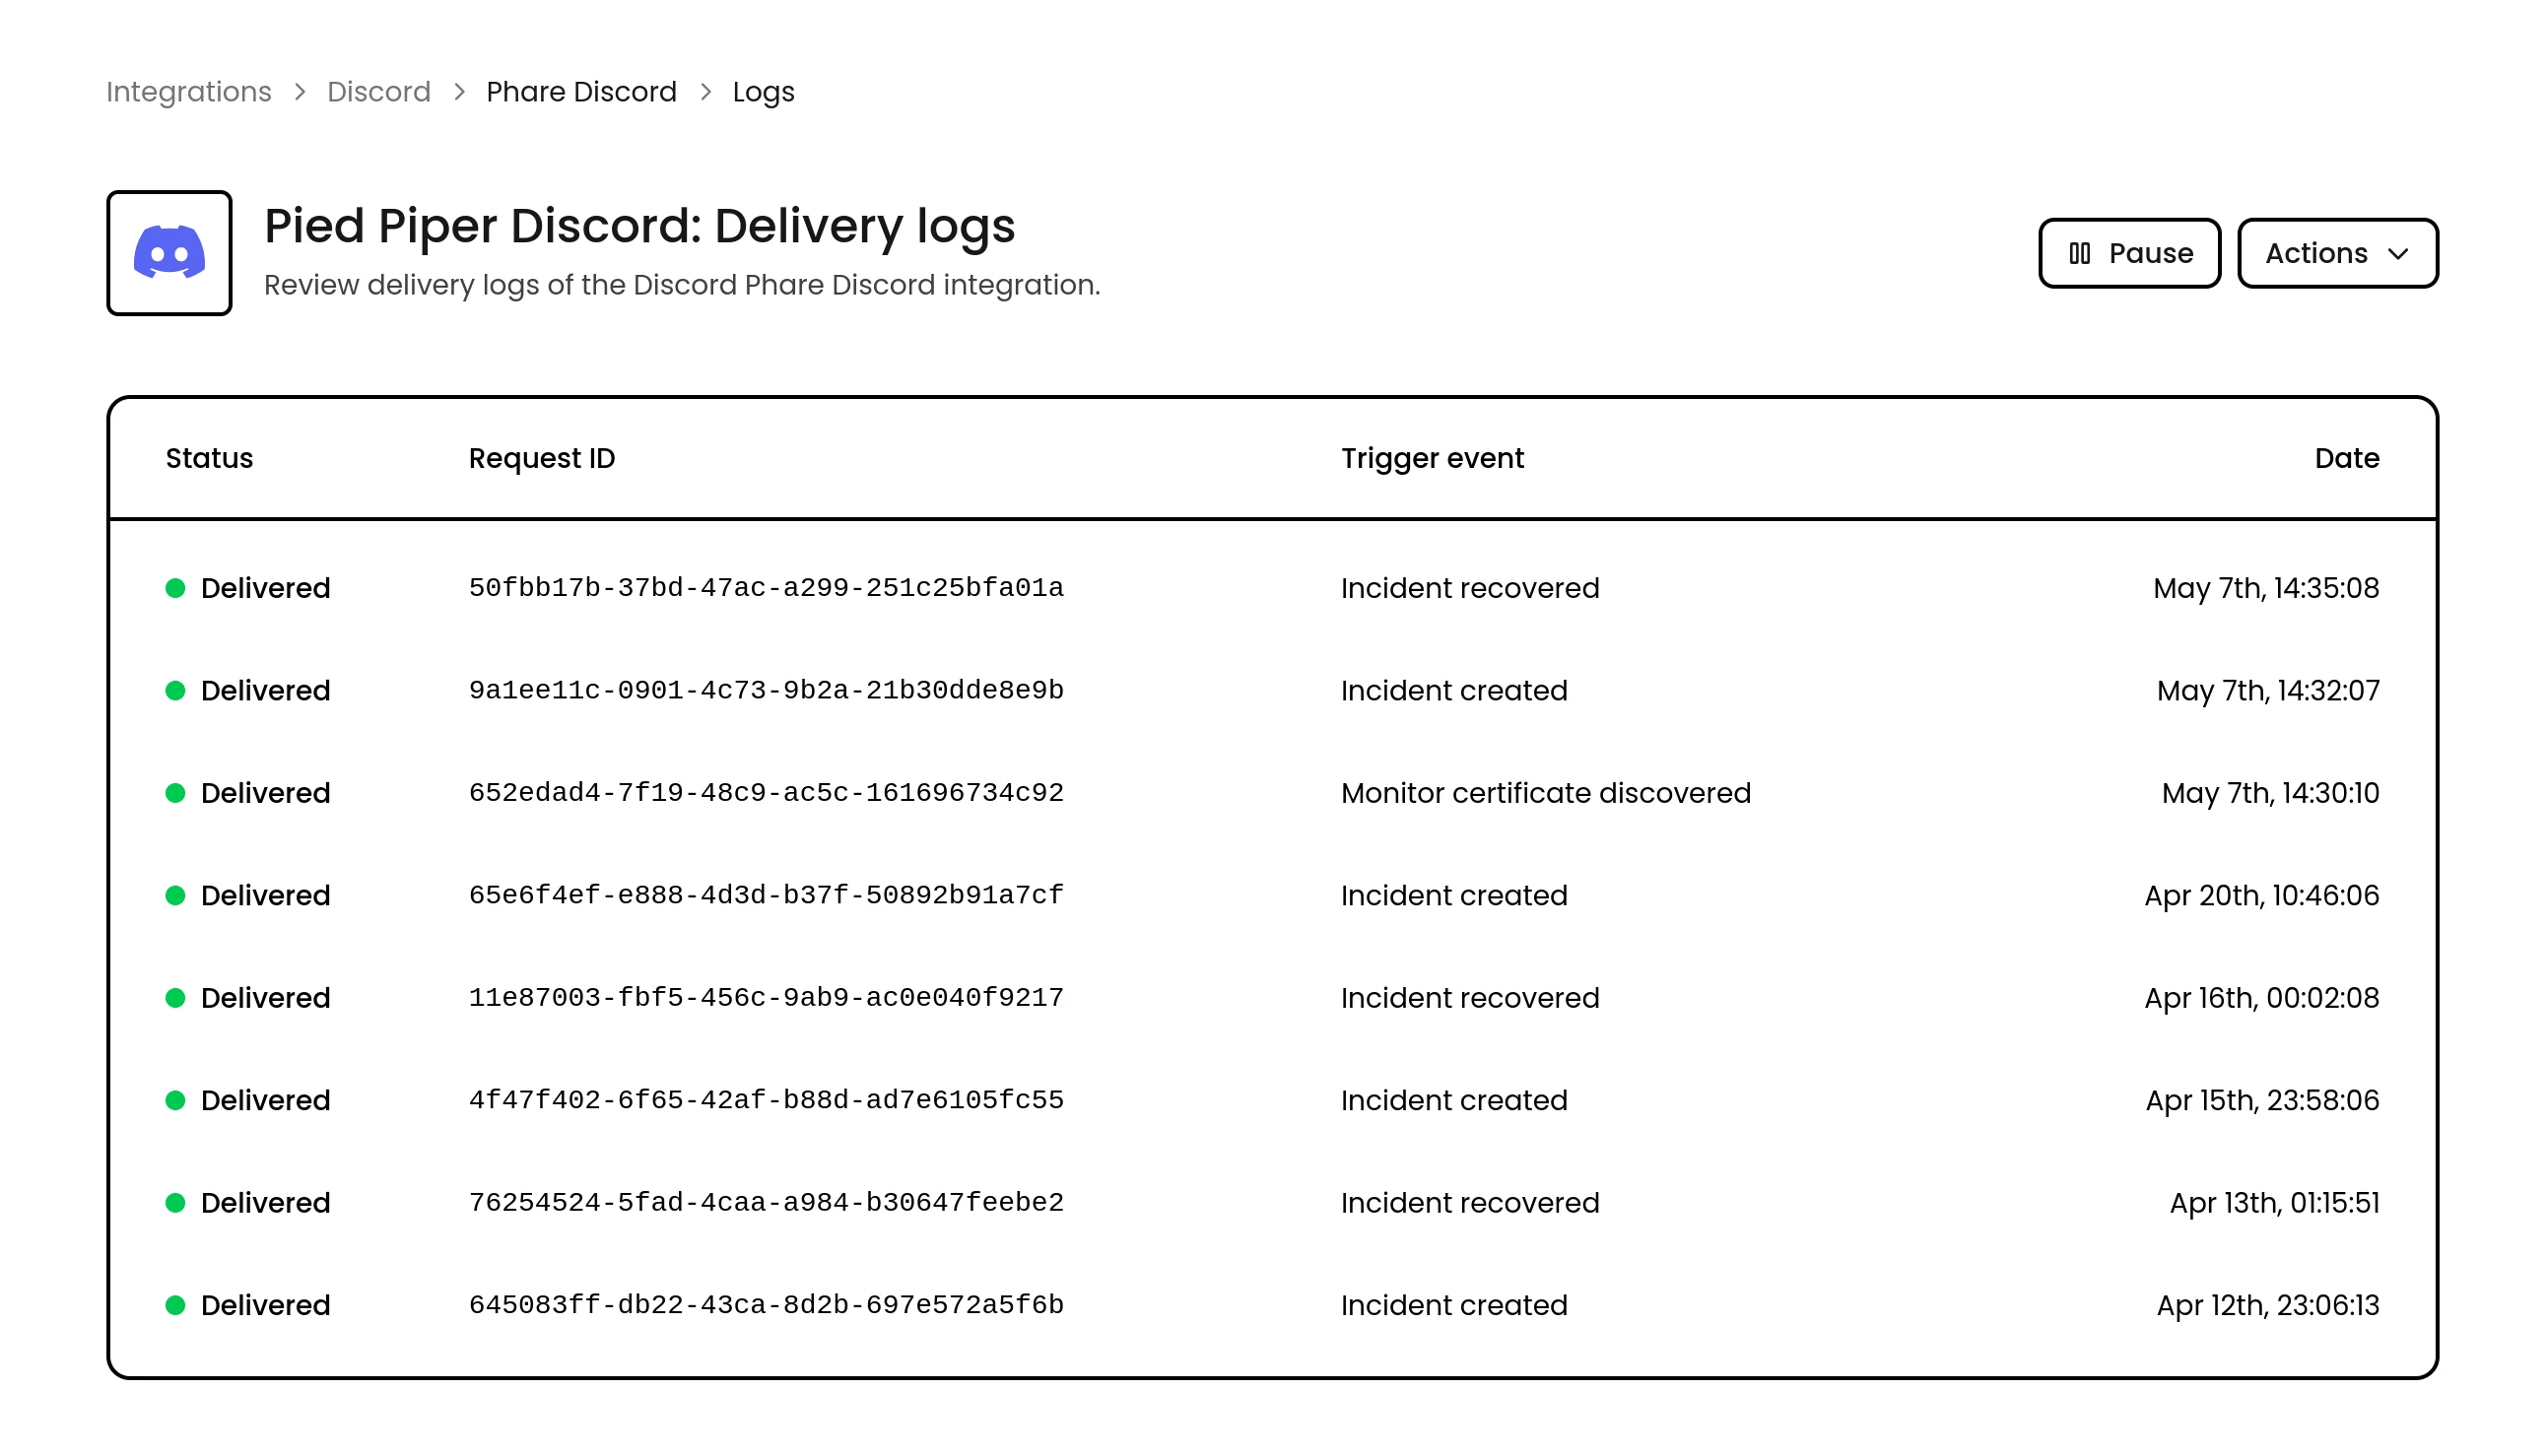 Integrations > Discord > Phare Discord > Logs
Pied Piper Discord: Delivery logs
Review delivery logs of the Discord Phare Discord integration.
Pause Actions
Status Request ID Trigger event Date
Delivered 50fbb17b-37bd-47ac-a299-251c25bfa01a Incident recovered May 7th, 14:35:08
Delivered 9a1ee11c-0901-4c73-9b2a-21b30dde8e9b Incident created May 7th, 14:32:07
Delivered 652edad4-7f19-48c9-ac5c-161696734c92 Monitor certificate discovered May 7th, 14:30:10
Delivered 65e6f4ef-e888-4d3d-b37f-50892b91a7cf Incident created Apr 20th, 10:46:06
Delivered 11e87003-fbf5-456c-9ab9-ac0e040f9217 Incident recovered Apr 16th, 00:02:08
Delivered 4f47f402-6f65-42af-b88d-ad7e6105fc55 Incident created Apr 15th, 23:58:06
Delivered 76254524-5fad-4caa-a984-b30647feebe2 Incident recovered Apr 13th, 01:15:51
Delivered 645083ff-db22-43ca-8d2b-697e572a5f6b Incident created Apr 12th, 23:06:13